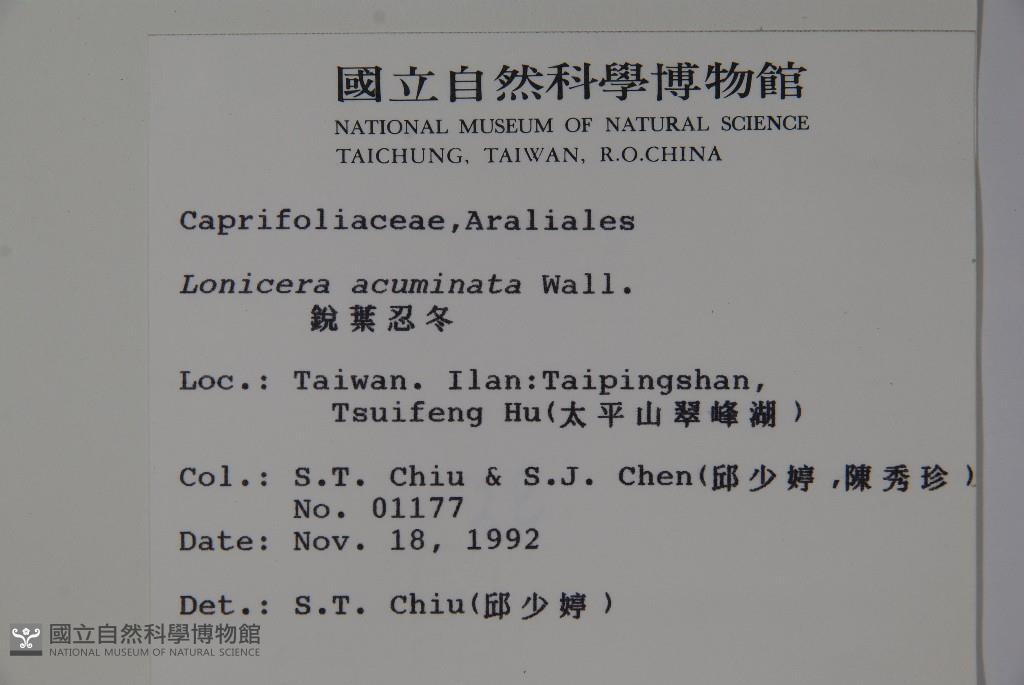 國立自然科學博物館
NATIONAL MUSEUM OF NATURAL SCIENCE
TAICHUNG, TAIWAN, R.O.CHINA
Caprifoliaceae,Araliales
Lonicera acuminata Wall.
銳葉忍冬
Loc.: Taiwan. Ilan:Taipingshan,
Tsuifeng Hu(太平山翠峰湖)
Col.: S.T. Chiu & S.J. Chen(邱少婷,陳秀珍)
No. 01177
Date: Nov. 18, 1992
Det.: S.T. Chiu(邱少婷)
國立自然科學博物館
NATIONAL MUSEUM OF NATURAL SCIENCE